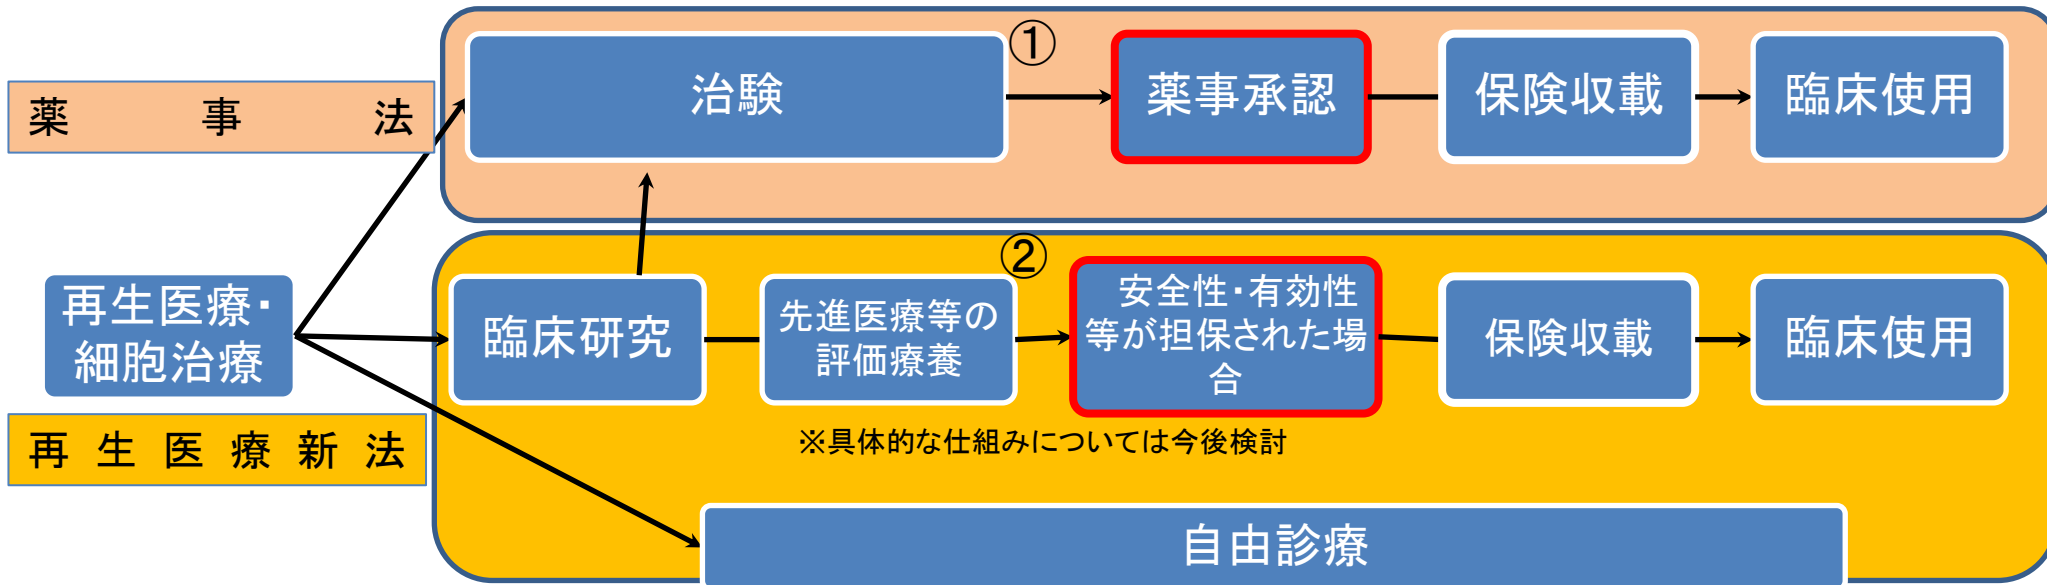 ①
治験
薬事承認
保険収載
臨床使用
薬事法
②
再生医療・
細胞治療
臨床研究
先進医療等の
評価療養
安全性・有効性
等が担保された場
合
保険収載
臨床使用
再生医療新法
※具体的な仕組みについては今後検討
自由診療